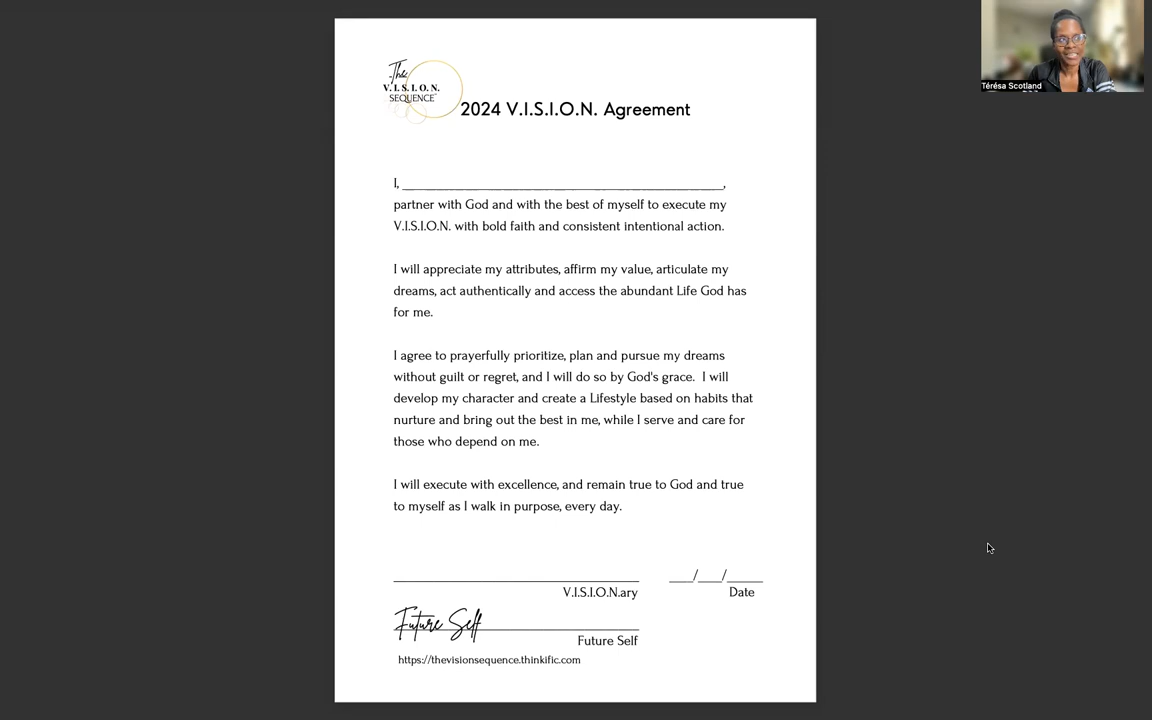 The
V.I.S.I.O.N.
SEQUENCE
2024 V.I.S.I.O.N. Agreement
Térésa Scotland
I, ______________________________________________,
partner with God and with the best of myself to execute my
V.I.S.I.O.N. with bold faith and consistent intentional action.
I will appreciate my attributes, affirm my value, articulate my
dreams, act authentically and access the abundant Life God has
for me.
I agree to prayerfully prioritize, plan and pursue my dreams
without guilt or regret, and I will do so by God's grace.  I will
develop my character and create a Lifestyle based on habits that
nurture and bring out the best in me, while I serve and care for
those who depend on me.
I will execute with excellence, and remain true to God and true
to myself as I walk in purpose, every day.
____/____/______
V.I.S.I.O.N.ary
Date
Future Self
Future Self
https://thevisionsequence.thinkific.com